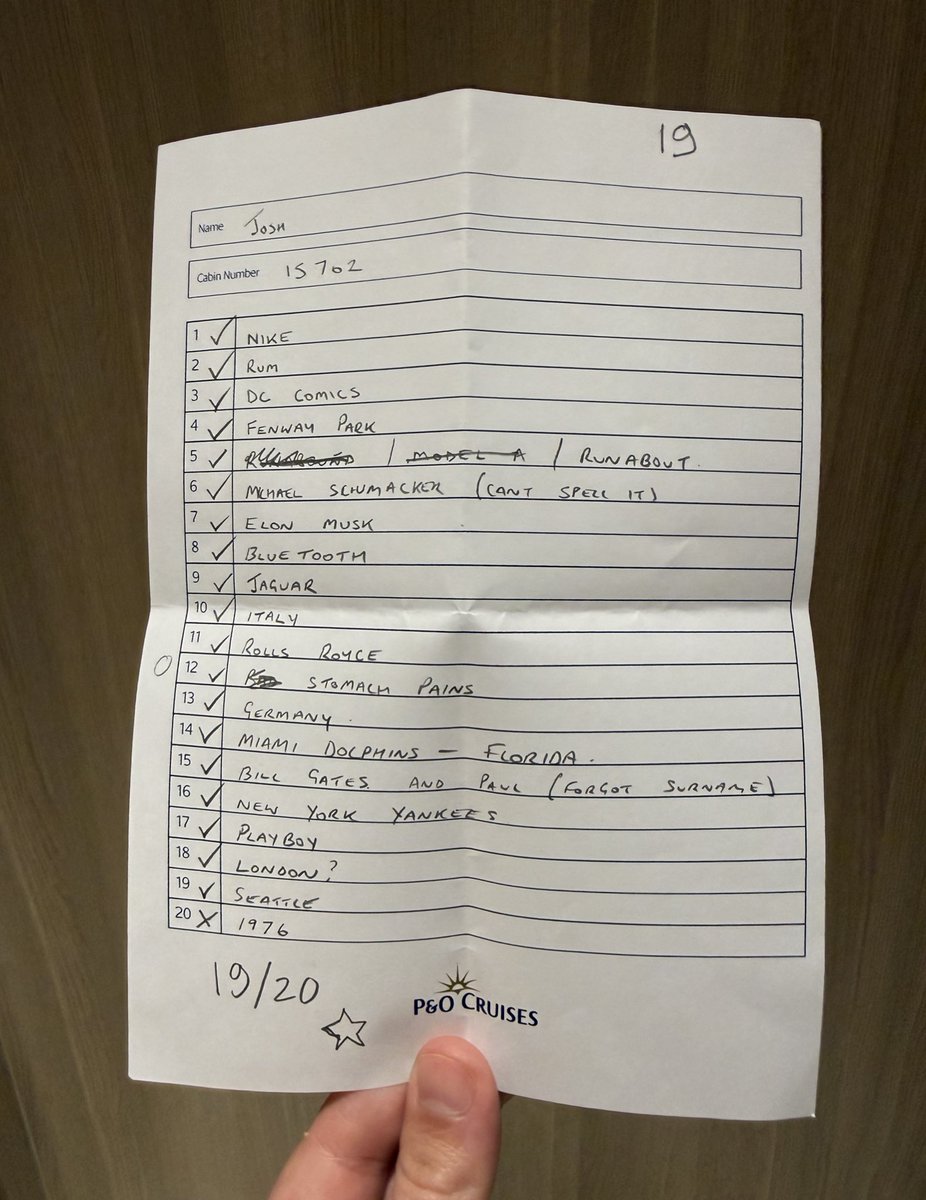 19
Name Josh
Cabin Number 15702
1 ✓ NIKE
2 ✓ RUM
3 ✓ DC COMICS
4 ✓ FENWAY PARK
5 ✓ / MODEL A / RUNABOUT.
6 ✓ MICHAEL SCHUMACKER (CANT SPELL IT)
7 ✓ ELON MUSK
8 ✓ BLUETOOTH
9 ✓ JAGUAR
10 ✓ ITALY
11 ✓ ROLLS ROYCE
12 ✓ STOMACH PAINS
13 ✓ GERMANY.
14 ✓ MIAMI DOLPHINS – FLORIDA.
15 ✓ BILL GATES AND PAUL (FORGOT SURNAME)
16 ✓ NEW YORK YANKEES
17 ✓ PLAYBOY
18 ✓ LONDON?
19 ✓ SEATTLE
20 X 1976
19/20
P&O CRUISES